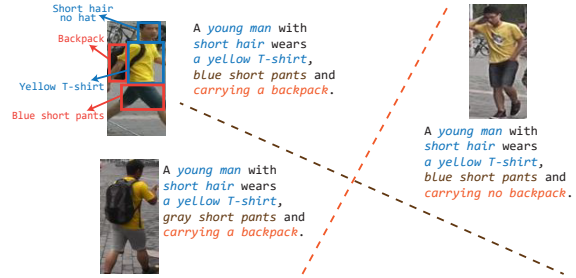 Short hair
no hat
Backpack
Yellow T-shirt
Blue short pants
A young man with
short hair wears
a yellow T-shirt,
blue short pants and
carrying a backpack.
A young man with
short hair wears
a yellow T-shirt,
blue short pants and
carrying no backpack.
A young man with
short hair wears
a yellow T-shirt,
gray short pants and
carrying a backpack.